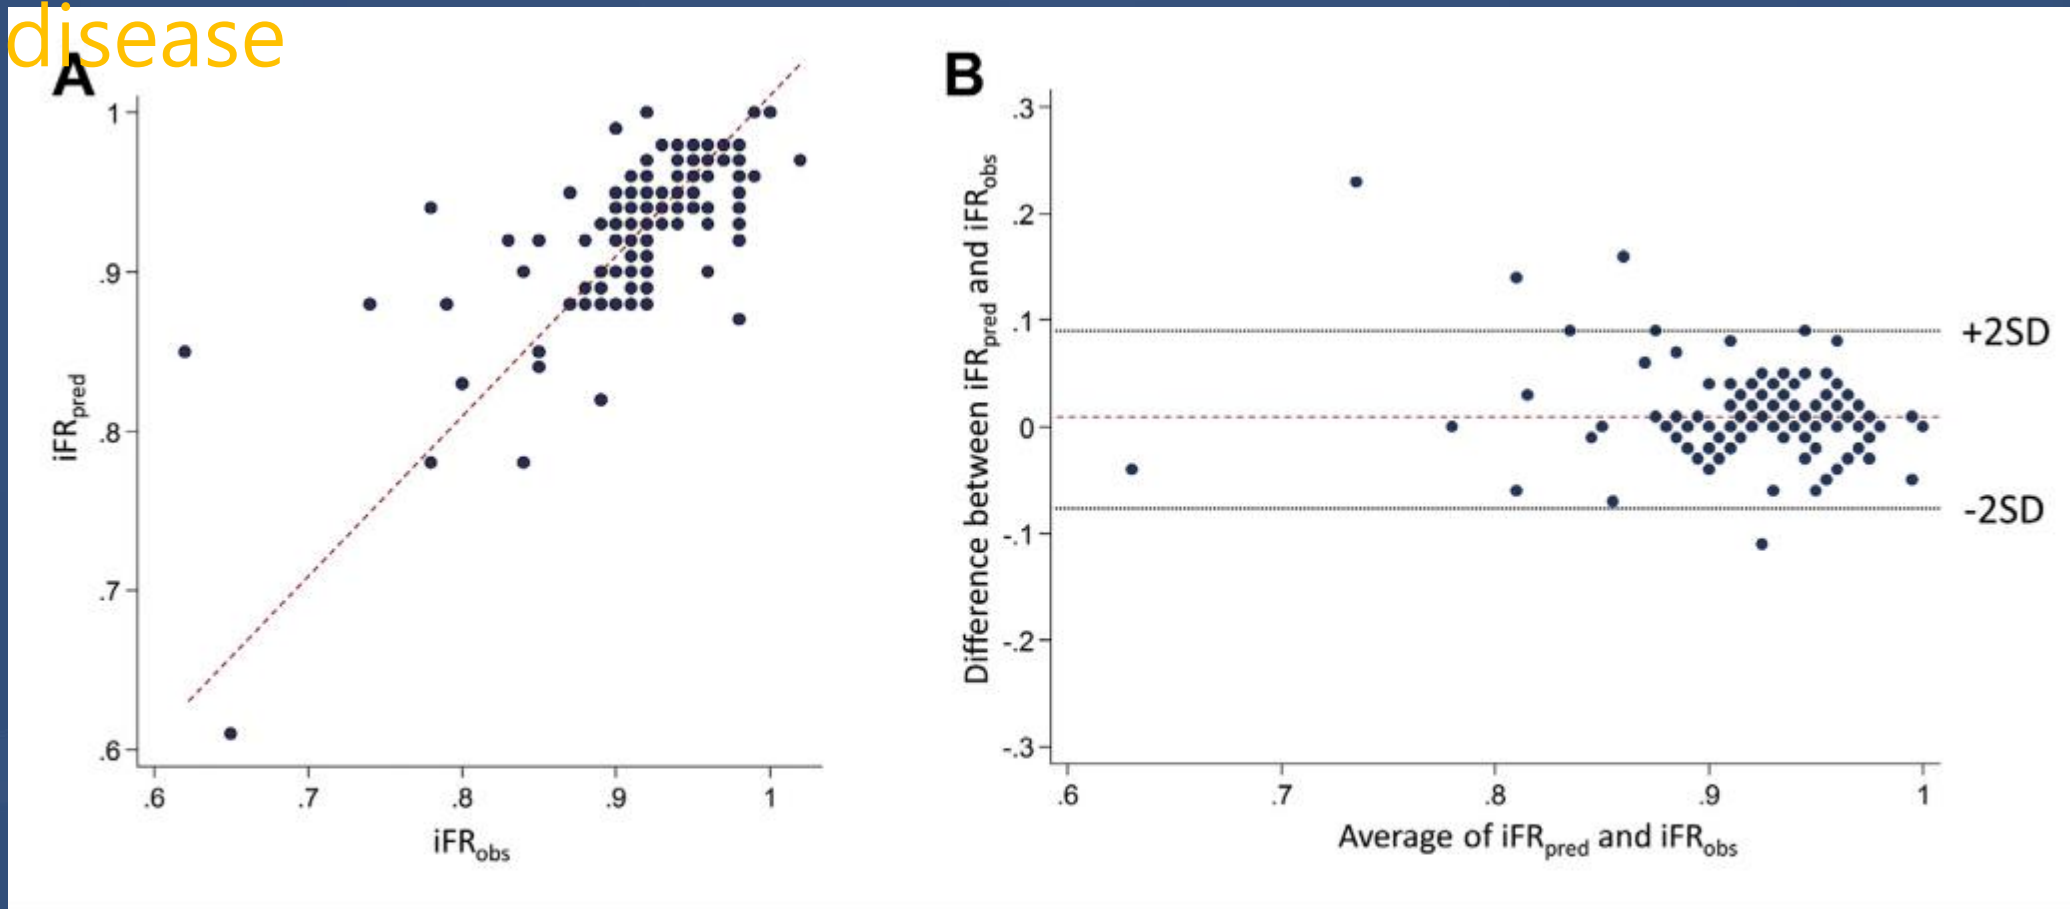 disease
A
1
.9
.8
.7
.6
iFRpred
.6 .7 .8 .9 1
iFRobs
B
.3
.2
.1
0
-.1
-.2
-.3
Difference between iFRpred and iFRobs
+2SD
-2SD
.6 .7 .8 .9 1
Average of iFRpred and iFRobs